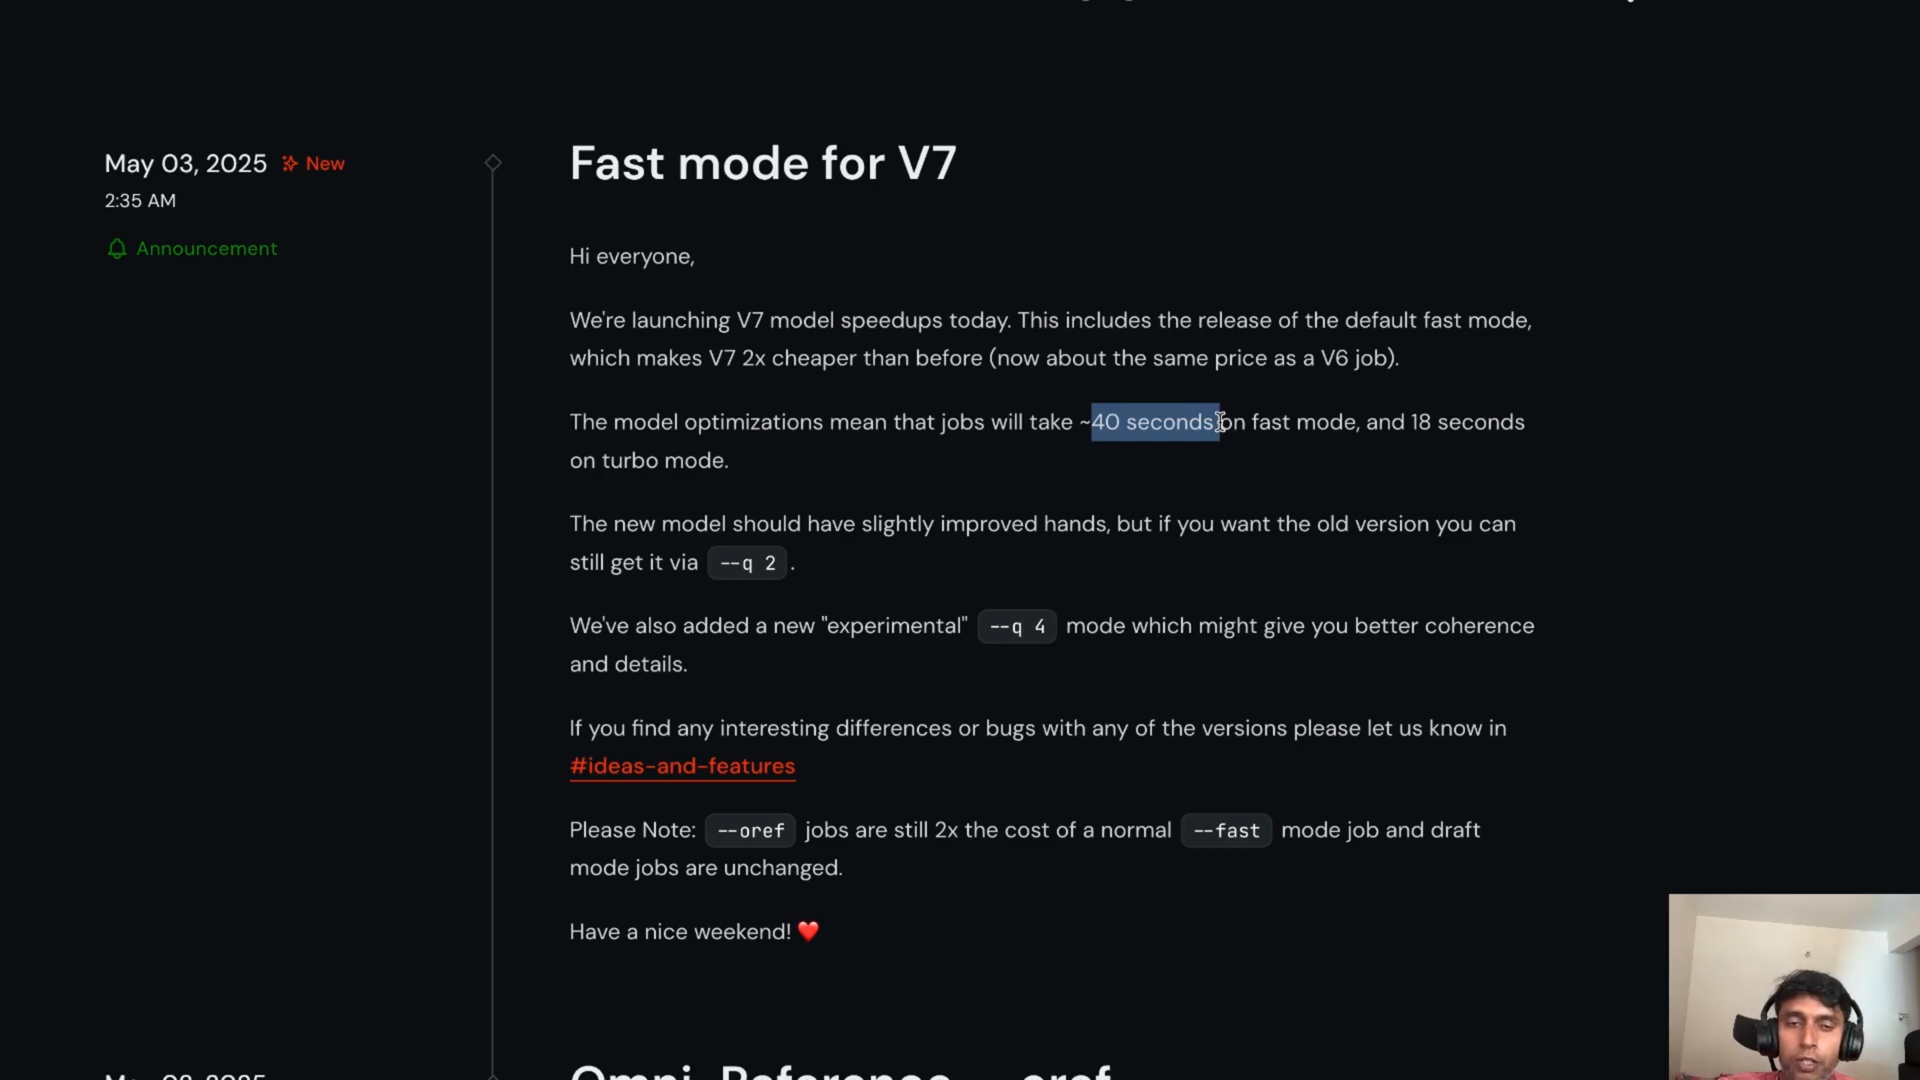 May 03, 2025 New
2:35 AM
Announcement
Fast mode for V7
Hi everyone,
We're launching V7 model speedups today. This includes the release of the default fast mode,
which makes V7 2x cheaper than before (now about the same price as a V6 job).
The model optimizations mean that jobs will take ~40 seconds on fast mode, and 18 seconds
on turbo mode.
The new model should have slightly improved hands, but if you want the old version you can
still get it via --q 2 .
We've also added a new "experimental" --q 4 mode which might give you better coherence
and details.
If you find any interesting differences or bugs with any of the versions please let us know in
#ideas-and-features
Please Note: --oref jobs are still 2x the cost of a normal --fast mode job and draft
mode jobs are unchanged.
Have a nice weekend! ❤️